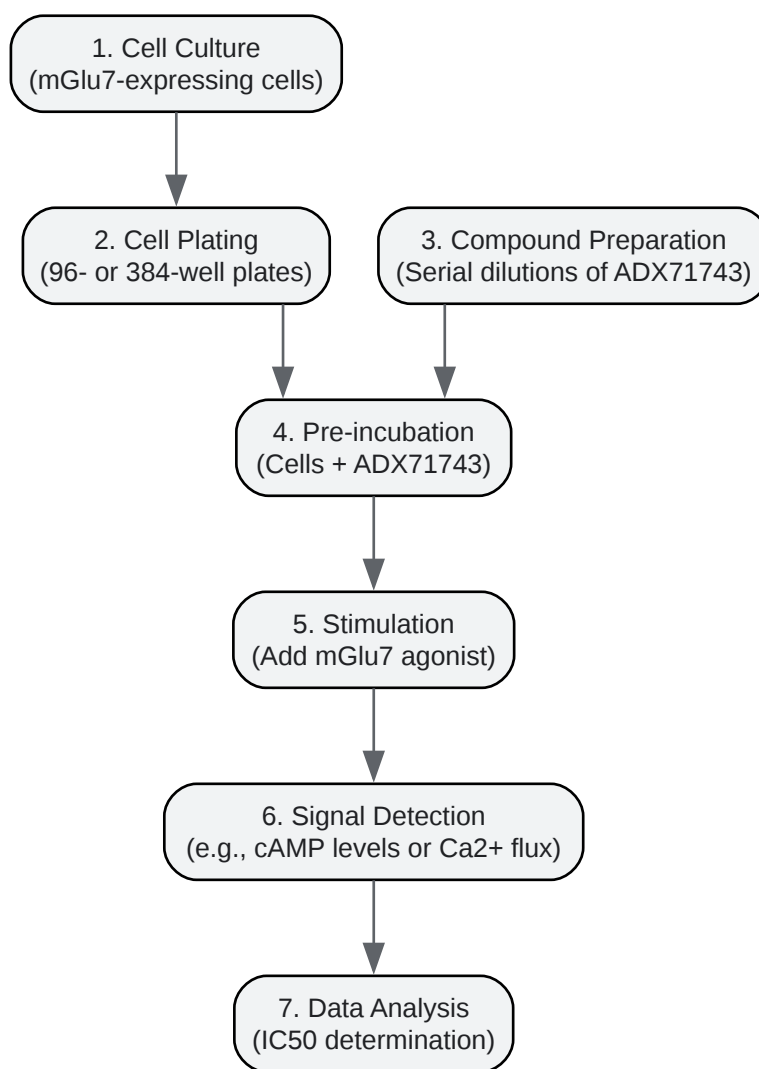 1. Cell Culture
(mGlu7-expressing cells)
2. Cell Plating
(96- or 384-well plates)
3. Compound Preparation
(Serial dilutions of ADX71743)
4. Pre-incubation
(Cells + ADX71743)
5. Stimulation
(Add mGlu7 agonist)
6. Signal Detection
(e.g., cAMP levels or Ca2+ flux)
7. Data Analysis
(IC50 determination)